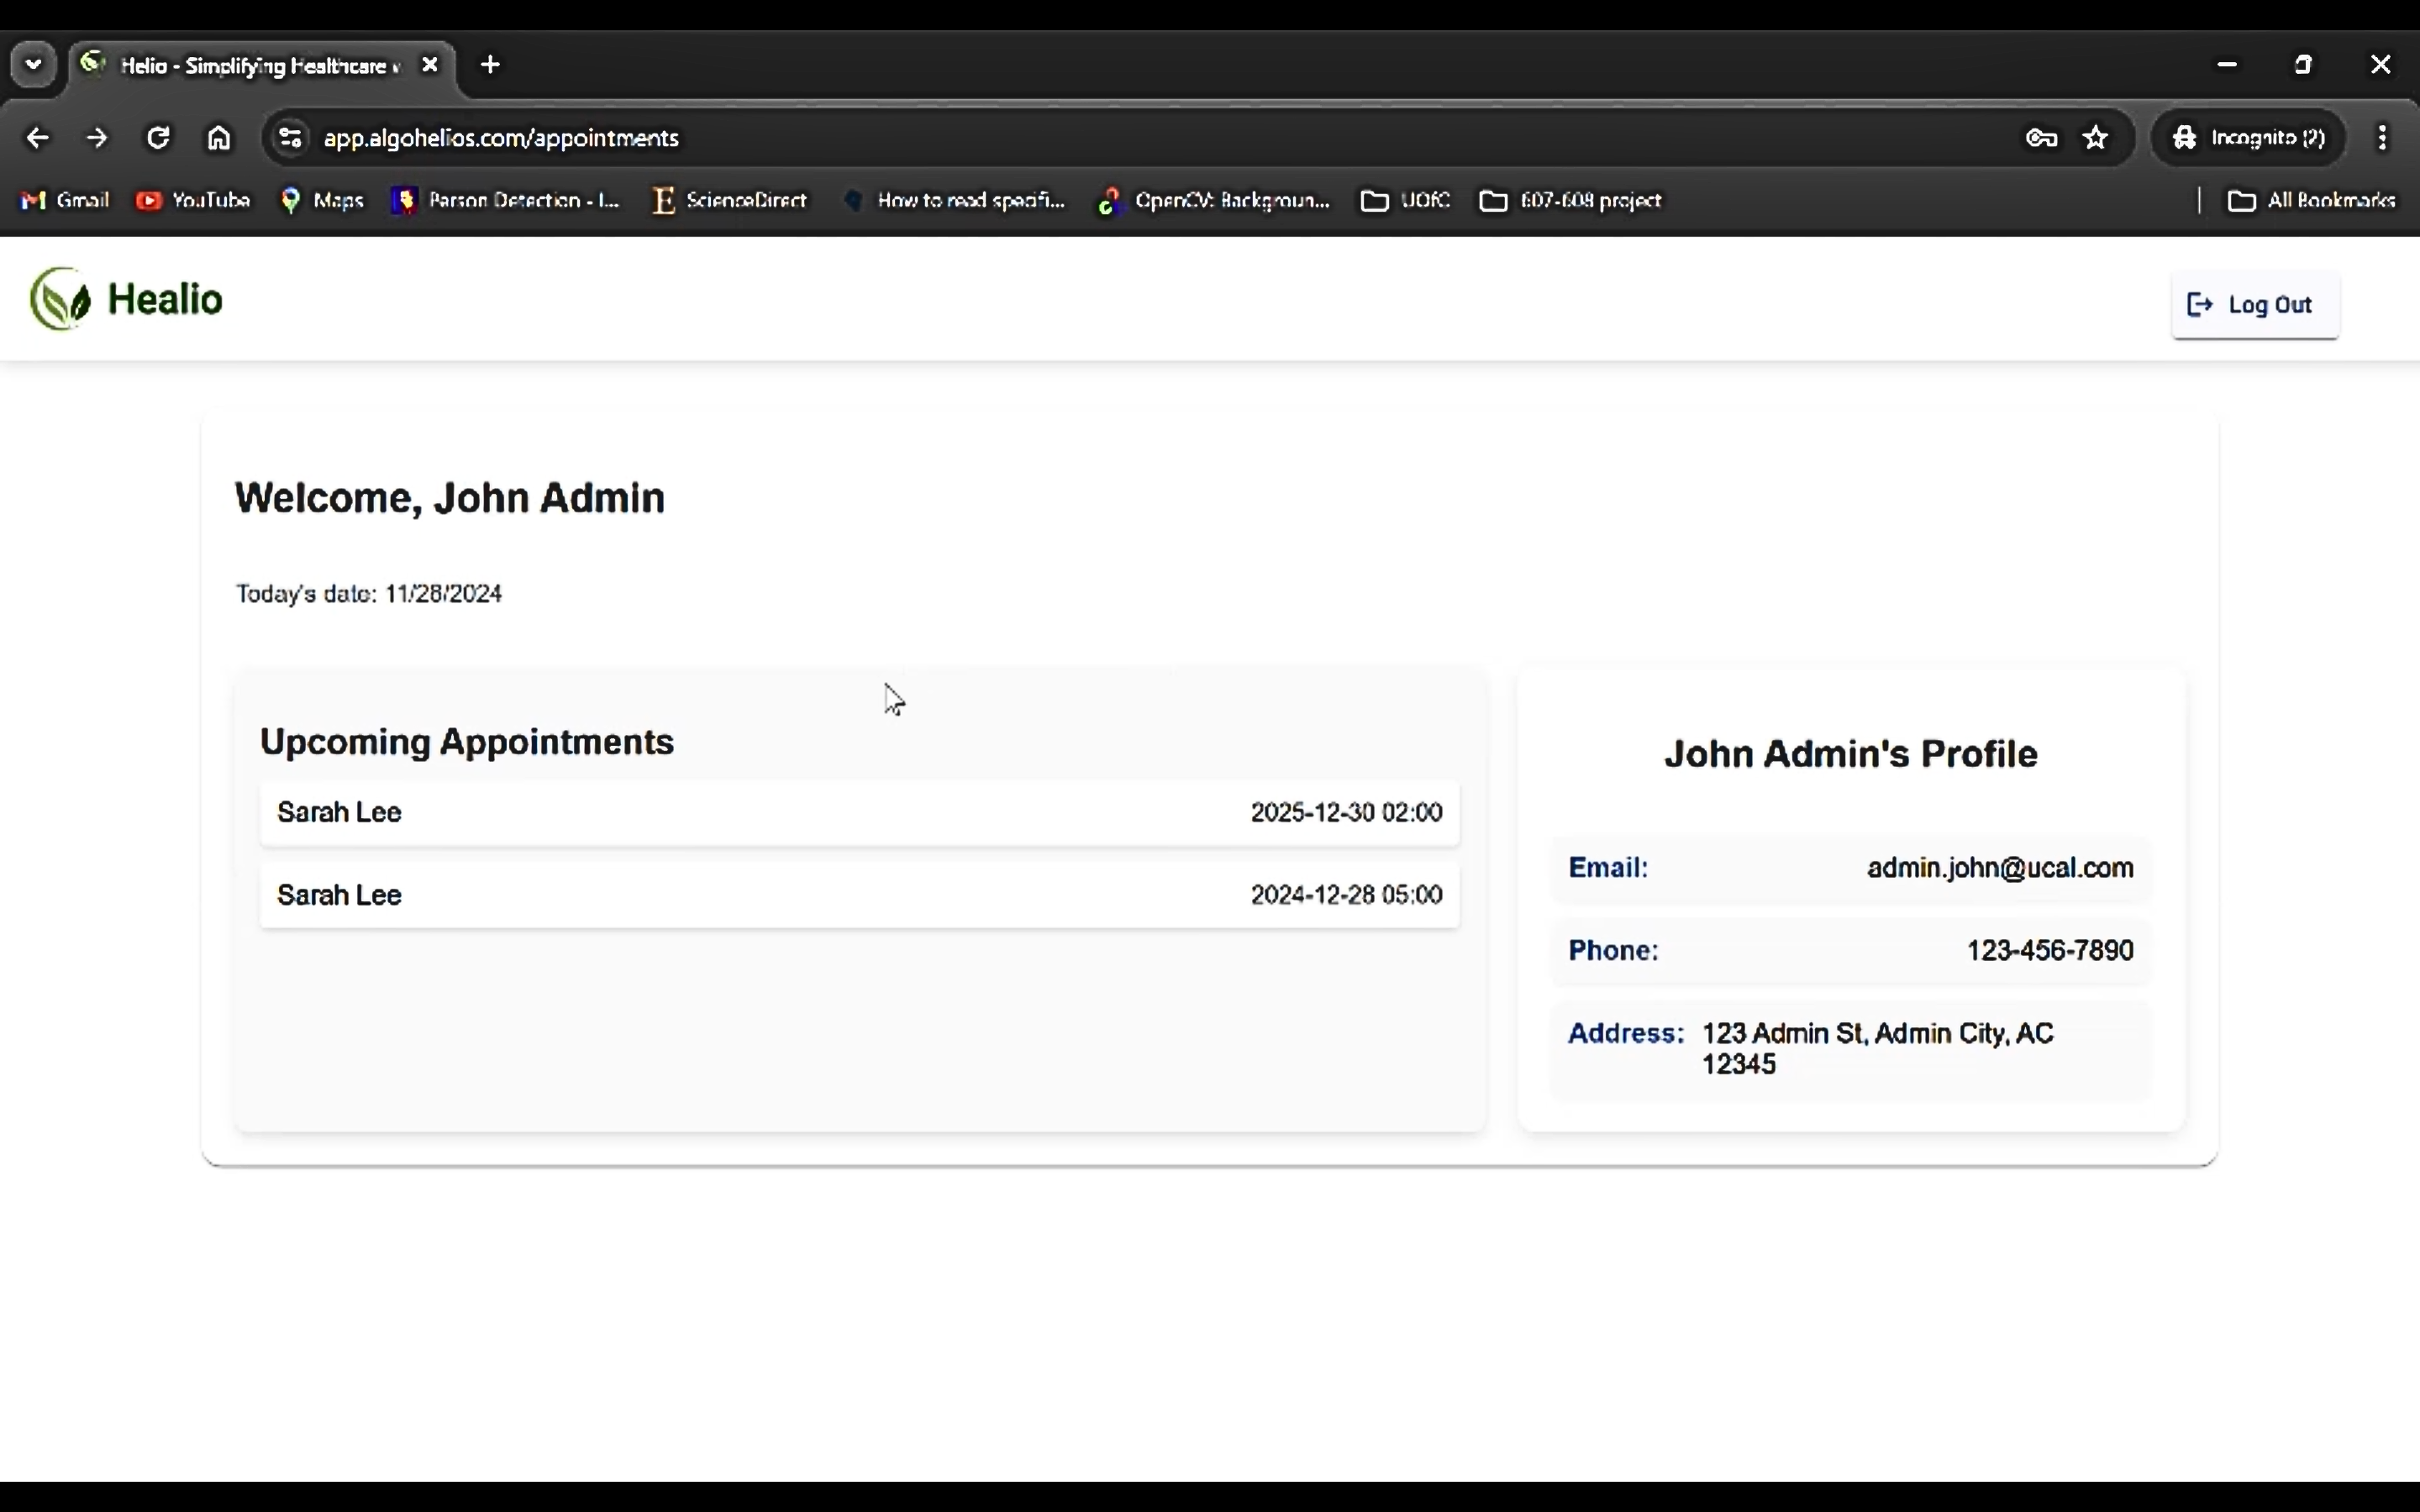 Helio - Simplifying Healthcare
app.algohelios.com/appointments
Incognito (2)
Gmail YouTube Maps Person Detection - I... ScienceDirect How to read specifi... OpenCV: Backgroun... UOfC 607-608 project All Bookmarks
Healio
Log Out
Welcome, John Admin
Today's date: 11/28/2024
Upcoming Appointments
Sarah Lee 2025-12-30 02:00
Sarah Lee 2024-12-28 05:00
John Admin's Profile
Email: admin.john@ucal.com
Phone: 123-456-7890
Address: 123 Admin St, Admin City, AC
12345